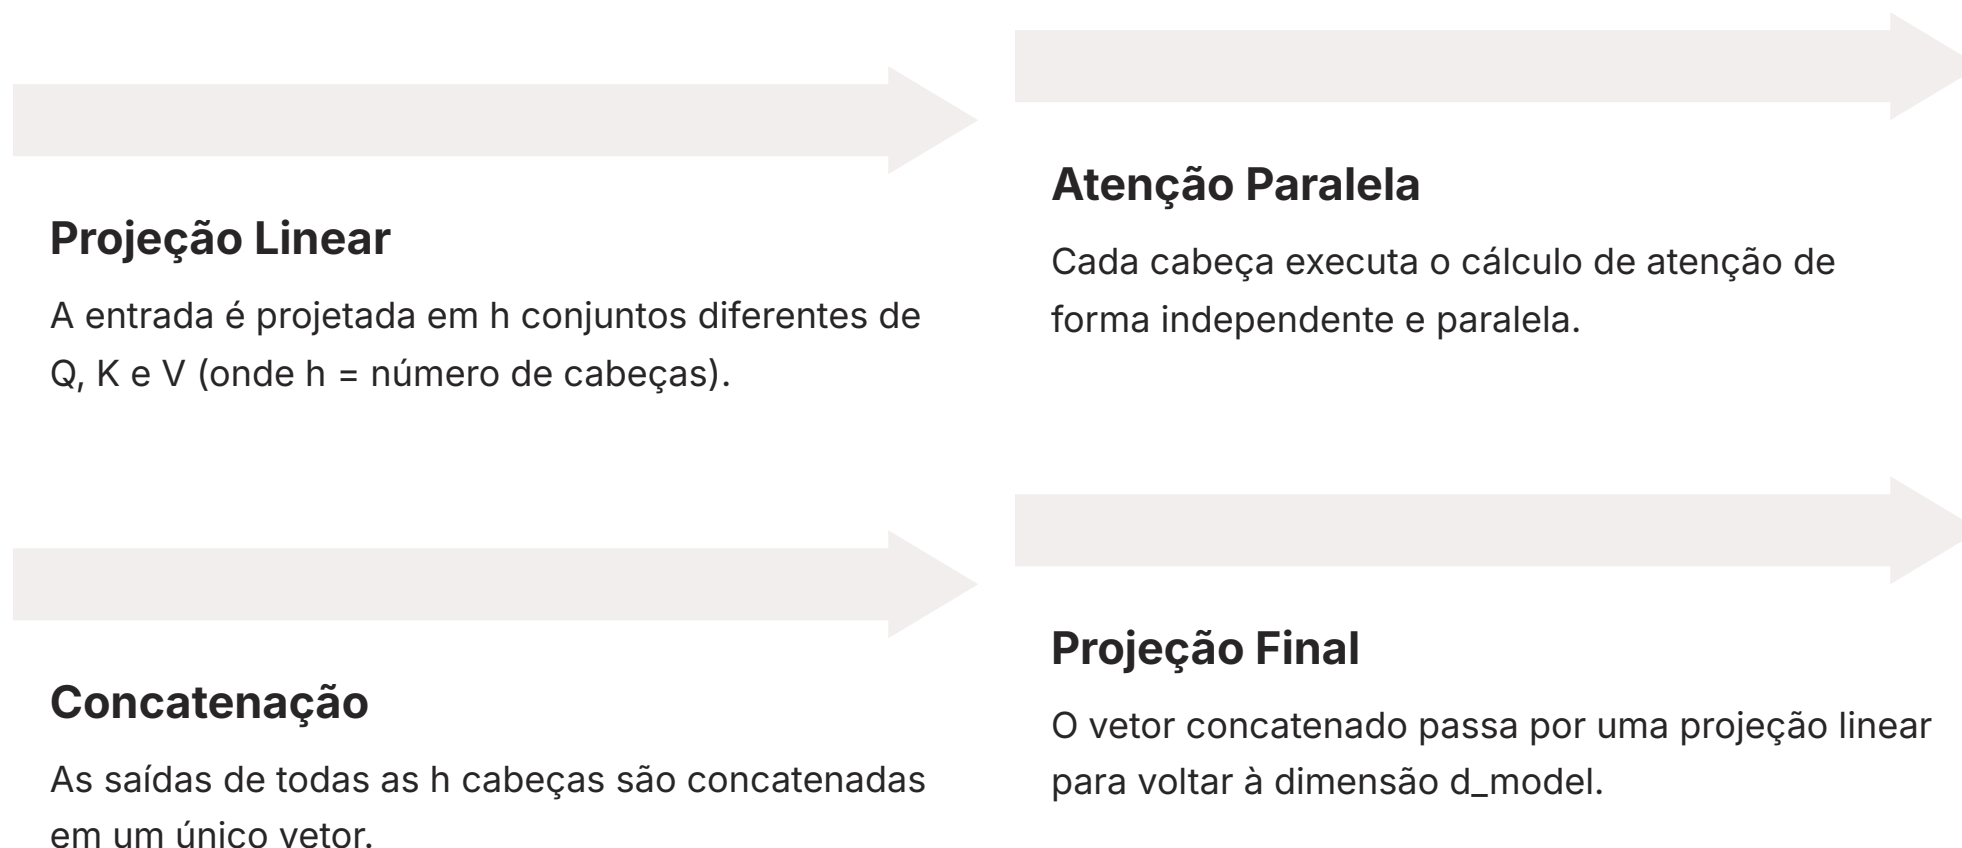 Projeção Linear
A entrada é projetada em h conjuntos diferentes de
Q, K e V (onde h = número de cabeças).
Atenção Paralela
Cada cabeça executa o cálculo de atenção de
forma independente e paralela.
Concatenação
As saídas de todas as h cabeças são concatenadas
em um único vetor.
Projeção Final
O vetor concatenado passa por uma projeção linear
para voltar à dimensão d_model.